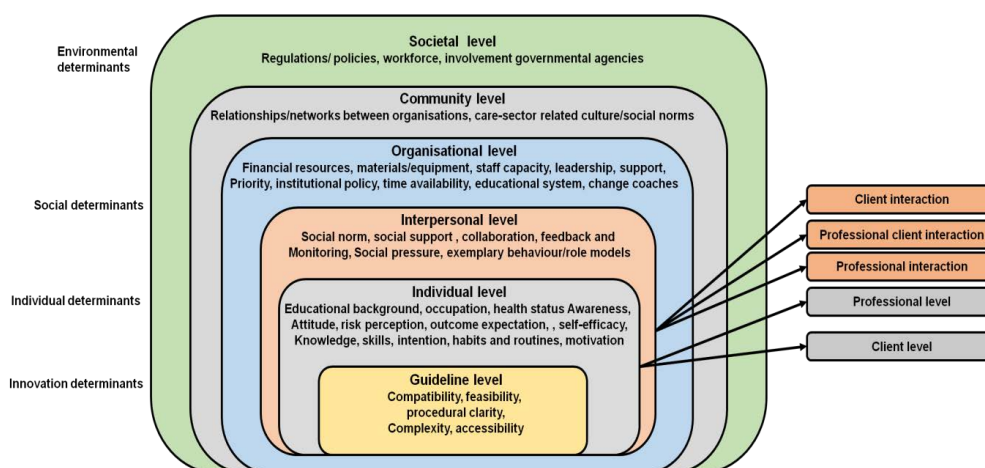 Environmental
determinants
Societal level
Regulations/ policies, workforce, involvement governmental agencies
Community level
Relationships/networks between organisations, care-sector related culture/social norms
Organisational level
Financial resources, materials/equipment, staff capacity, leadership, support,
Priority, institutional policy, time availability, educational system, change coaches
Social determinants
Interpersonal level
Social norm, social support , collaboration, feedback and
Monitoring, Social pressure, exemplary behaviour/role models
Individual determinants
Individual level
Educational background, occupation, health status Awareness,
Attitude, risk perception, outcome expectation, , self-efficacy,
Knowledge, skills, intention, habits and routines, motivation
Innovation determinants
Guideline level
Compatibility, feasibility,
procedural clarity,
Complexity, accessibility
Client interaction
Professional client interaction
Professional interaction
Professional level
Client level